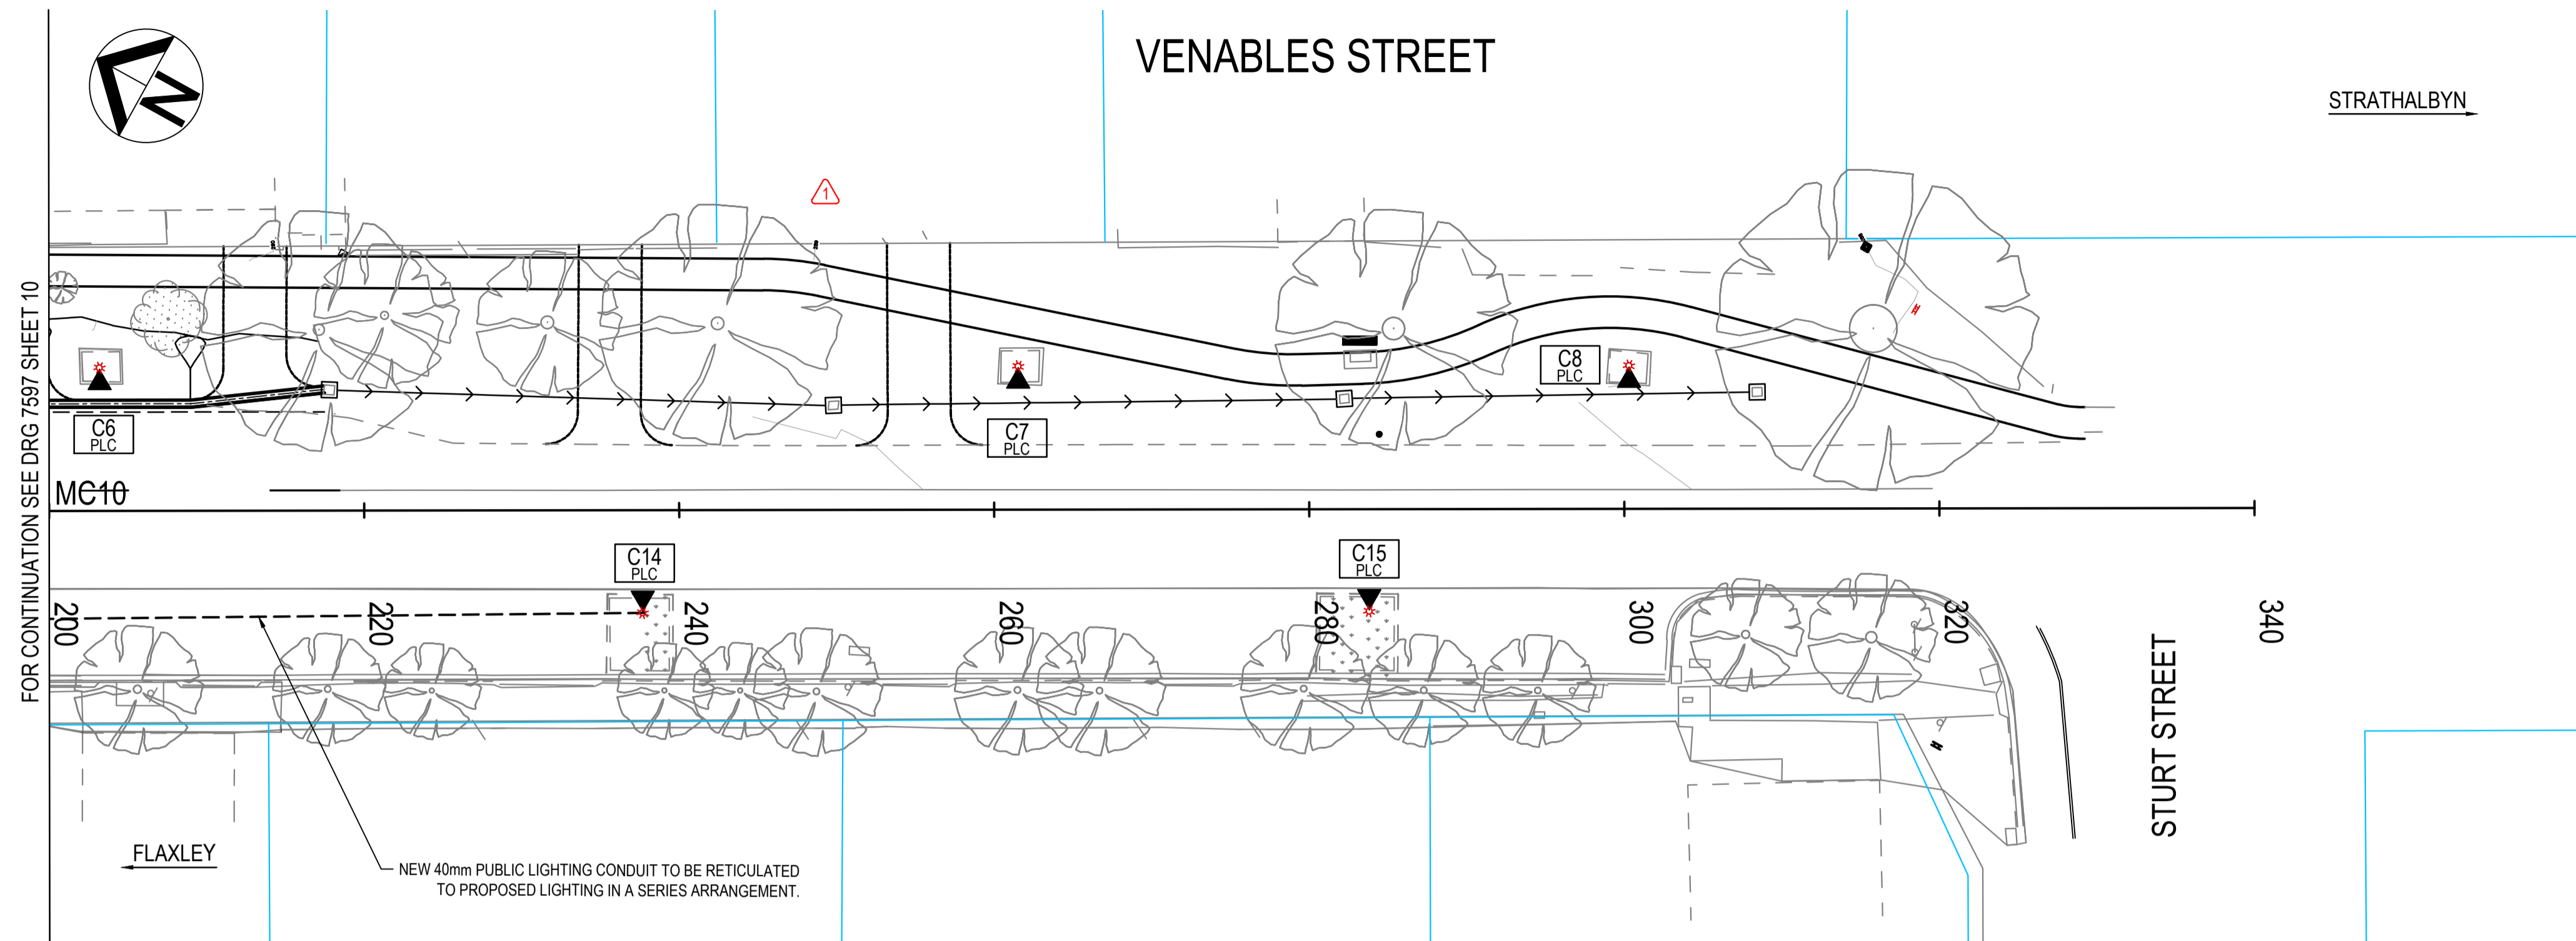 VENABLES STREET
N
STRATHALBYN
1
FOR CONTINUATION SEE DRG 7597 SHEET 10
C6
PLC
C7
PLC
C8
PLC
MC10
C14
PLC
C15
PLC
200
220
240
260
280
300
320
340
STURT STREET
FLAXLEY
NEW 40mm PUBLIC LIGHTING CONDUIT TO BE RETICULATED
TO PROPOSED LIGHTING IN A SERIES ARRANGEMENT.